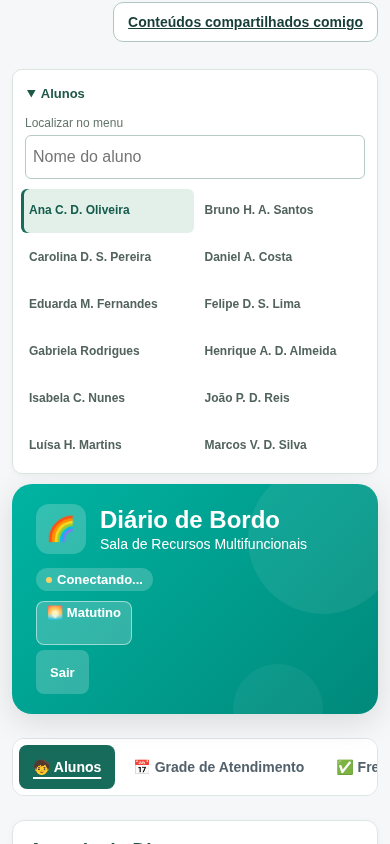 Conteúdos compartilhados comigo
▼ Alunos
Localizar no menu
Nome do aluno
Ana C. D. Oliveira
Bruno H. A. Santos
Carolina D. S. Pereira
Daniel A. Costa
Eduarda M. Fernandes
Felipe D. S. Lima
Gabriela Rodrigues
Henrique A. D. Almeida
Isabela C. Nunes
João P. D. Reis
Luísa H. Martins
Marcos V. D. Silva
Diário de Bordo
Sala de Recursos Multifuncionais
Conectando...
Matutino
Sair
Alunos
Grade de Atendimento
Fre